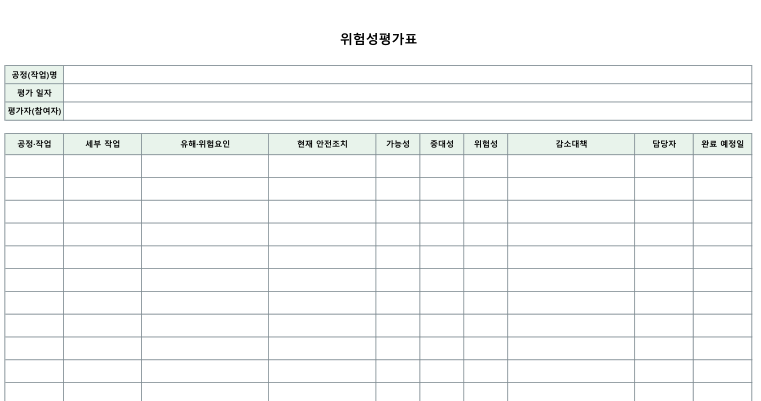 위험성평가표
공정(작업)명
평가 일자
평가자(참여자)
공정·작업 세부 작업 유해·위험요인 현재 안전조치 가능성 중대성 위험성 감소대책 담당자 완료 예정일